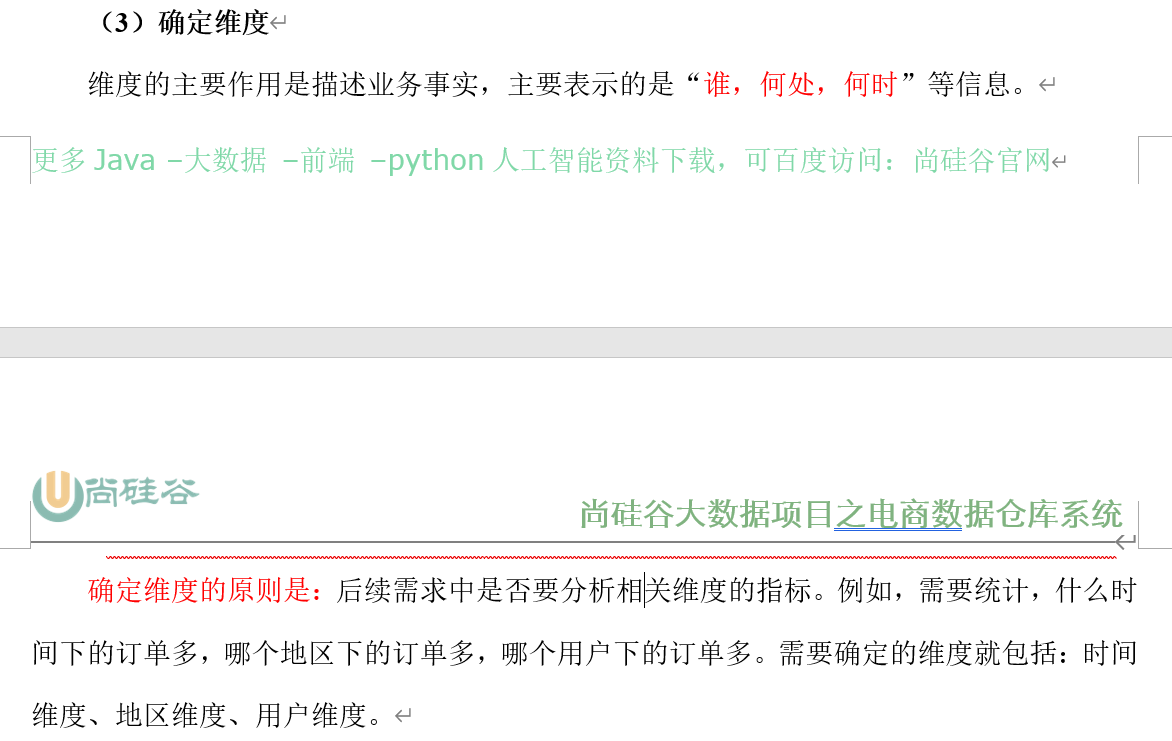 （3）确定维度
维度的主要作用是描述业务事实，主要表示的是“谁，何处，何时”等信息。
更多 Java –大数据 –前端 –python 人工智能资料下载，可百度访问：尚硅谷官网
尚硅谷
尚硅谷大数据项目之电商数据仓库系统
确定维度的原则是：后续需求中是否要分析相关维度的指标。例如，需要统计，什么时
间下的订单多，哪个地区下的订单多，哪个用户下的订单多。需要确定的维度就包括：时间
维度、地区维度、用户维度。